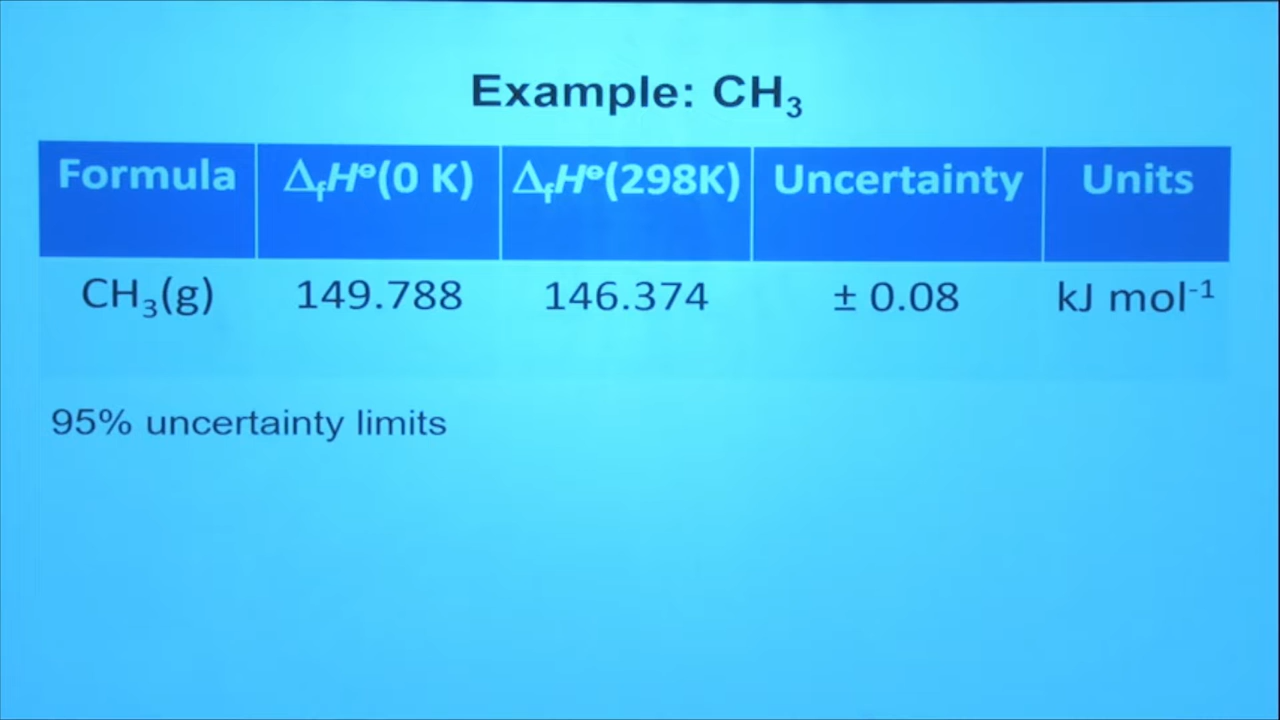 Example: CH₃
Formula ΔfH°(0 K) ΔfH°(298K) Uncertainty Units
CH₃(g) 149.788 146.374 ± 0.08 kJ mol⁻¹
95% uncertainty limits